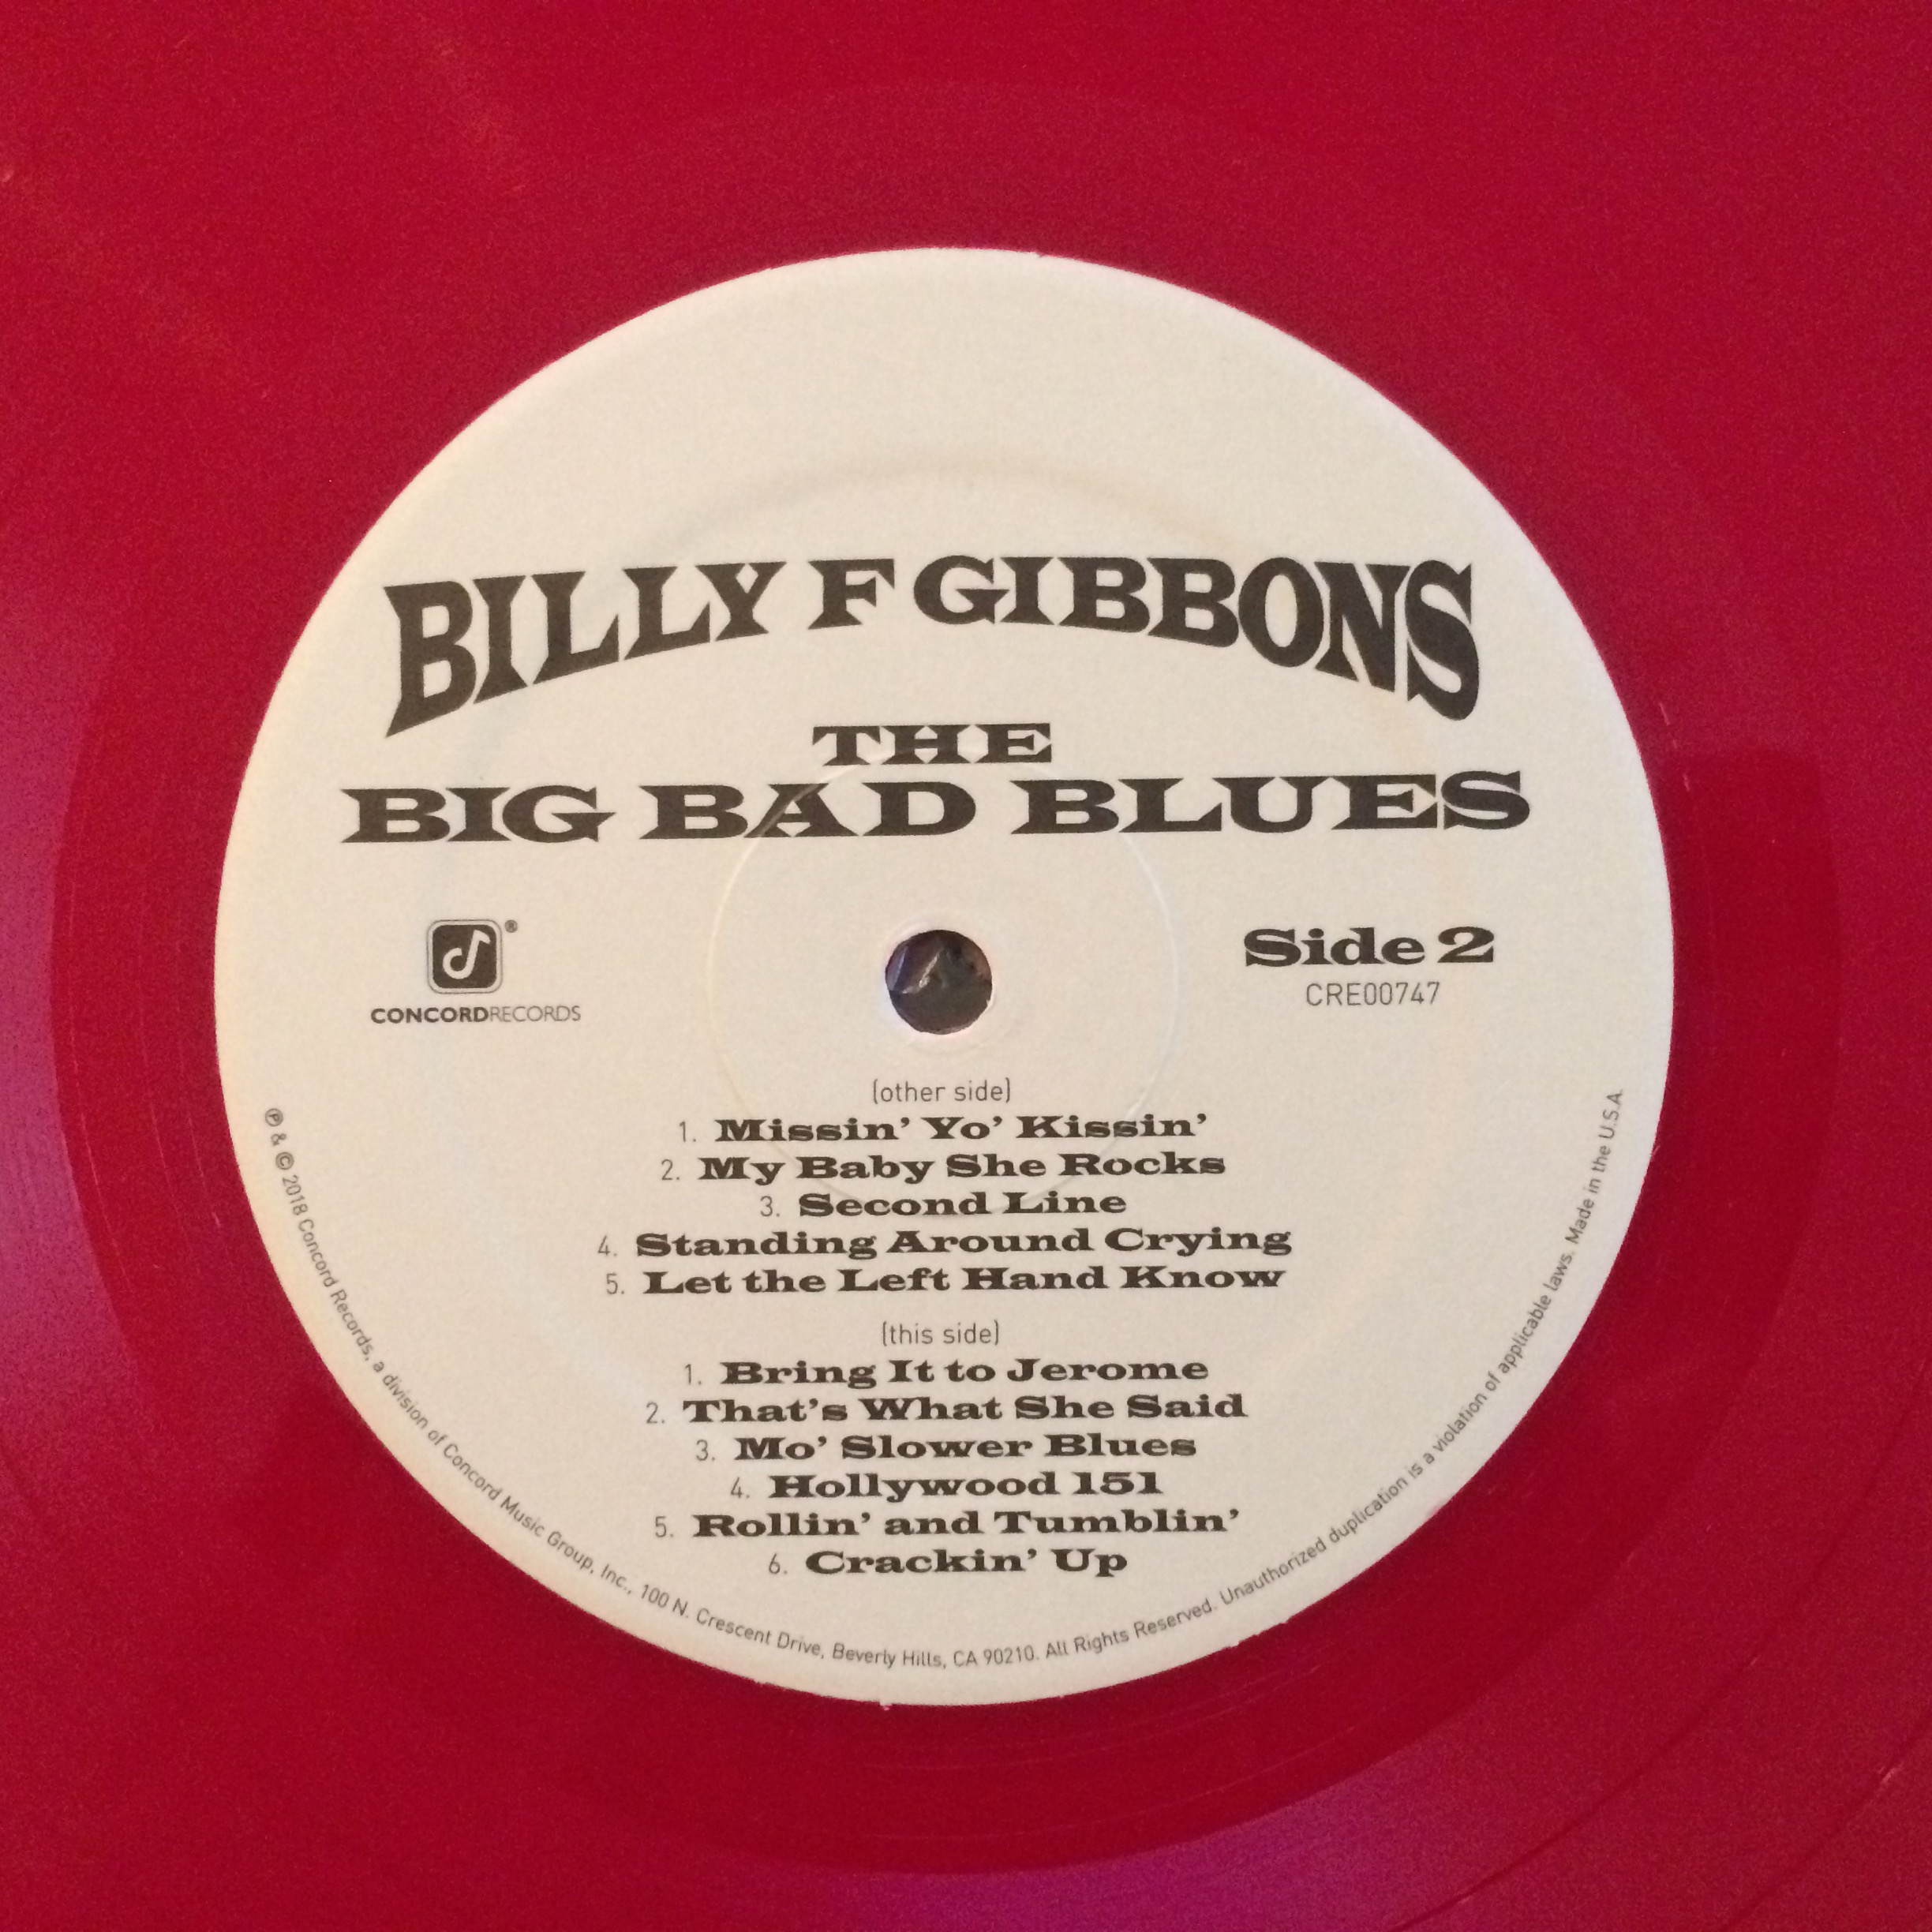 BILLY F GIBBONS
THE
BIG BAD BLUES
®
CONCORDRECORDS
Side 2
CRE00747
(other side)
1. Missin’ Yo’ Kissin’
2. My Baby She Rocks
3. Second Line
4. Standing Around Crying
5. Let the Left Hand Know
(this side)
1. Bring It to Jerome
2. That’s What She Said
3. Mo’ Slower Blues
4. Hollywood 151
5. Rollin’ and Tumblin’
6. Crackin’ Up
℗ & © 2018 Concord Records, a division of Concord Music Group, Inc., 100 N. Crescent Drive, Beverly Hills, CA 90210. All Rights Reserved. Unauthorized duplication is a violation of applicable laws. Made in the U.S.A.